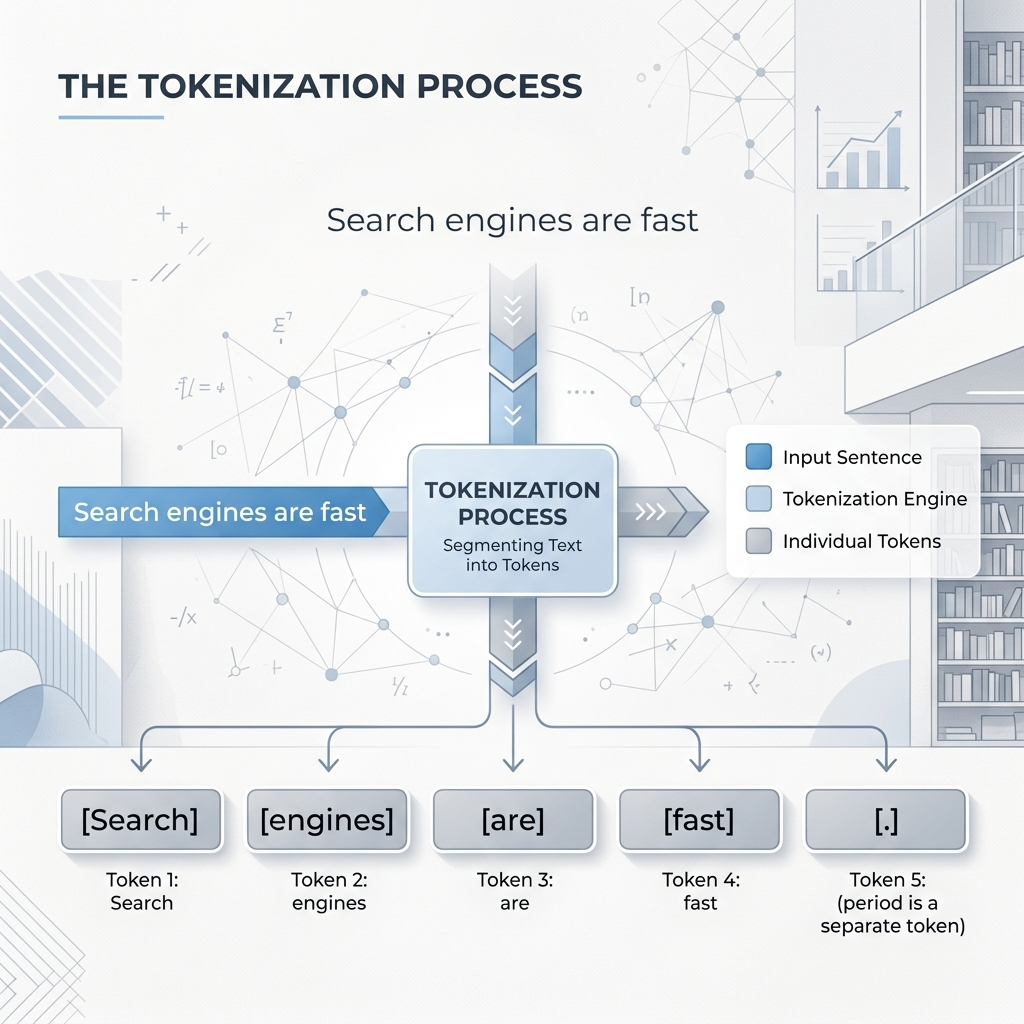 THE TOKENIZATION PROCESS
Search engines are fast
Search engines are fast
TOKENIZATION
PROCESS
Segmenting Text
into Tokens
Input Sentence
Tokenization Engine
Individual Tokens
[Search]
[engines]
[are]
[fast]
[.]
Token 1:
Search
Token 2:
engines
Token 3:
are
Token 4:
fast
Token 5:
(period is a
separate token)